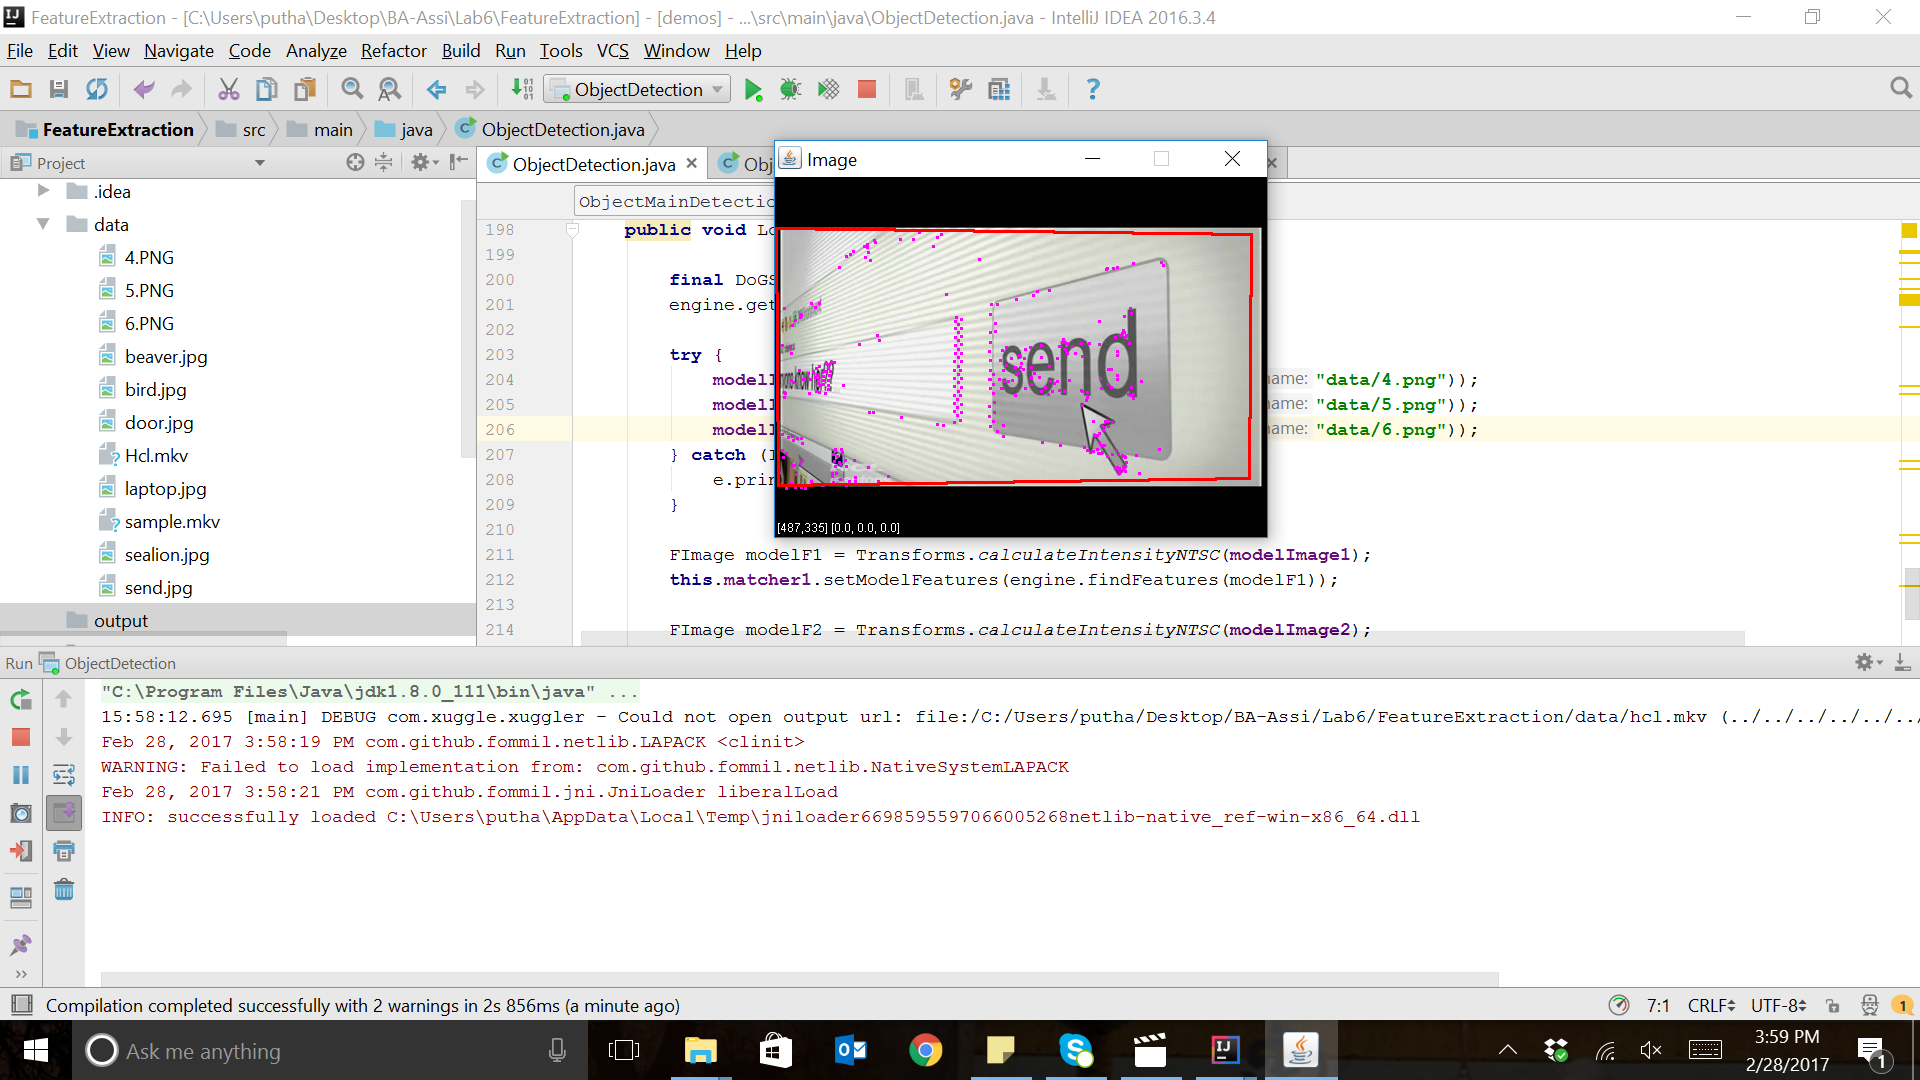 FeatureExtraction - [C:\Users\putha\Desktop\BA-Assi\Lab6\FeatureExtraction] - [demos] - ...\src\main\java\ObjectDetection.java - IntelliJ IDEA 2016.3.4
File Edit View Navigate Code Analyze Refactor Build Run Tools VCS Window Help
ObjectDetection
FeatureExtraction src main java ObjectDetection.java
Project
ObjectDetection.java
Obj
Image
ObjectMainDetectio
.idea
data
4.PNG
5.PNG
6.PNG
beaver.jpg
bird.jpg
door.jpg
Hcl.mkv
laptop.jpg
sample.mkv
sealion.jpg
send.jpg
output
198 public void Lo
199
200 final DoGS
201 engine.get
202
203 try {
204 modelI name: "data/4.png"));
205 modelI name: "data/5.png"));
206 modelI name: "data/6.png"));
207 } catch (I
208 e.prin
209 }
210
211 FImage modelF1 = Transforms.calculateIntensityNTSC(modelImage1);
212 this.matcher1.setModelFeatures(engine.findFeatures(modelF1));
213
214 FImage modelF2 = Transforms.calculateIntensityNTSC(modelImage2);
send
[487,335] [0.0, 0.0, 0.0]
Run ObjectDetection
"C:\Program Files\Java\jdk1.8.0_111\bin\java" ...
15:58:12.695 [main] DEBUG com.xuggle.xuggler - Could not open output url: file:/C:/Users/putha/Desktop/BA-Assi/Lab6/FeatureExtraction/data/hcl.mkv (../../../../../..
Feb 28, 2017 3:58:19 PM com.github.fommil.netlib.LAPACK <clinit>
WARNING: Failed to load implementation from: com.github.fommil.netlib.NativeSystemLAPACK
Feb 28, 2017 3:58:21 PM com.github.fommil.jni.JniLoader liberalLoad
INFO: successfully loaded C:\Users\putha\AppData\Local\Temp\jniloader6698595597066005268netlib-native_ref-win-x86_64.dll
Compilation completed successfully with 2 warnings in 2s 856ms (a minute ago)
7:1 CRLF UTF-8 1
Ask me anything
3:59 PM
2/28/2017
1